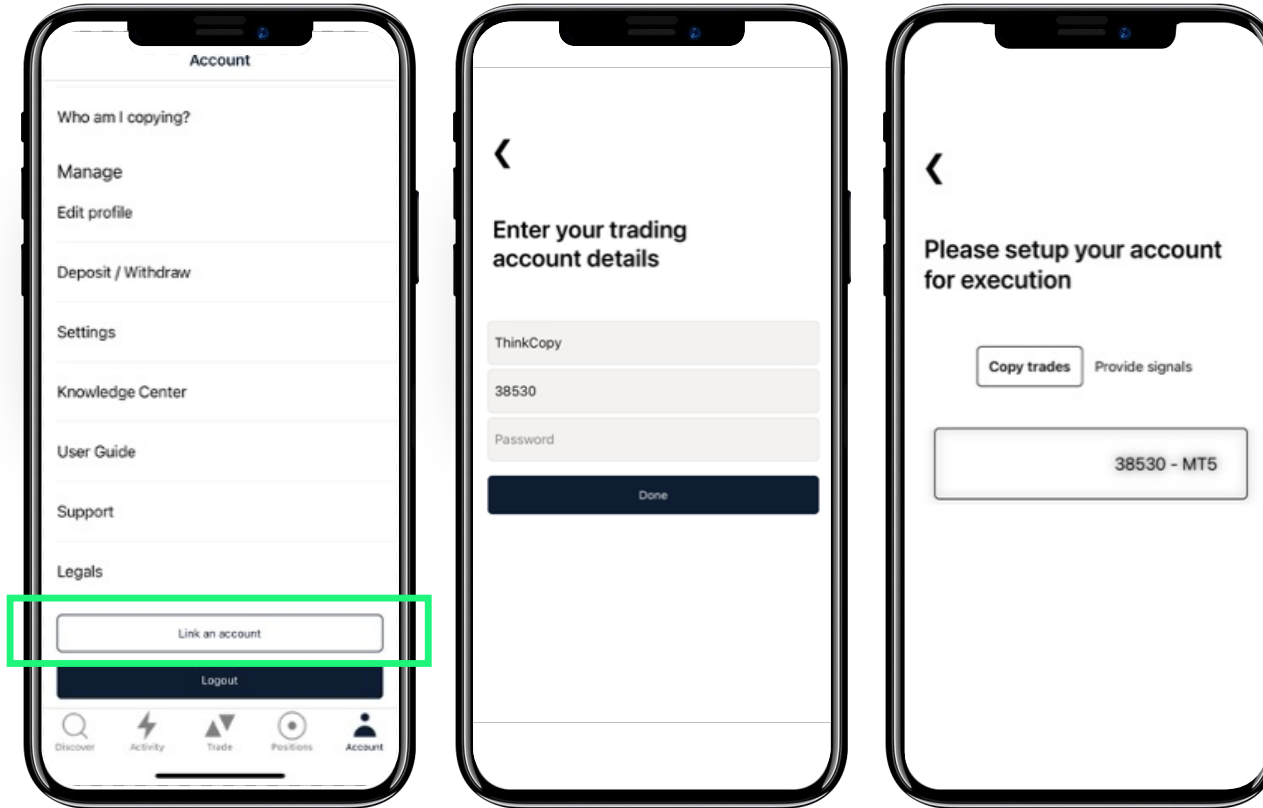 Account
Who am I copying?
Manage
Edit profile
Deposit / Withdraw
Settings
Knowledge Center
User Guide
Support
Legals
Link an account
Logout
Discover Activity Trade Positions Account
Enter your trading
account details
ThinkCopy
38530
Password
Done
Please setup your account
for execution
Copy trades Provide signals
38530 - MT5